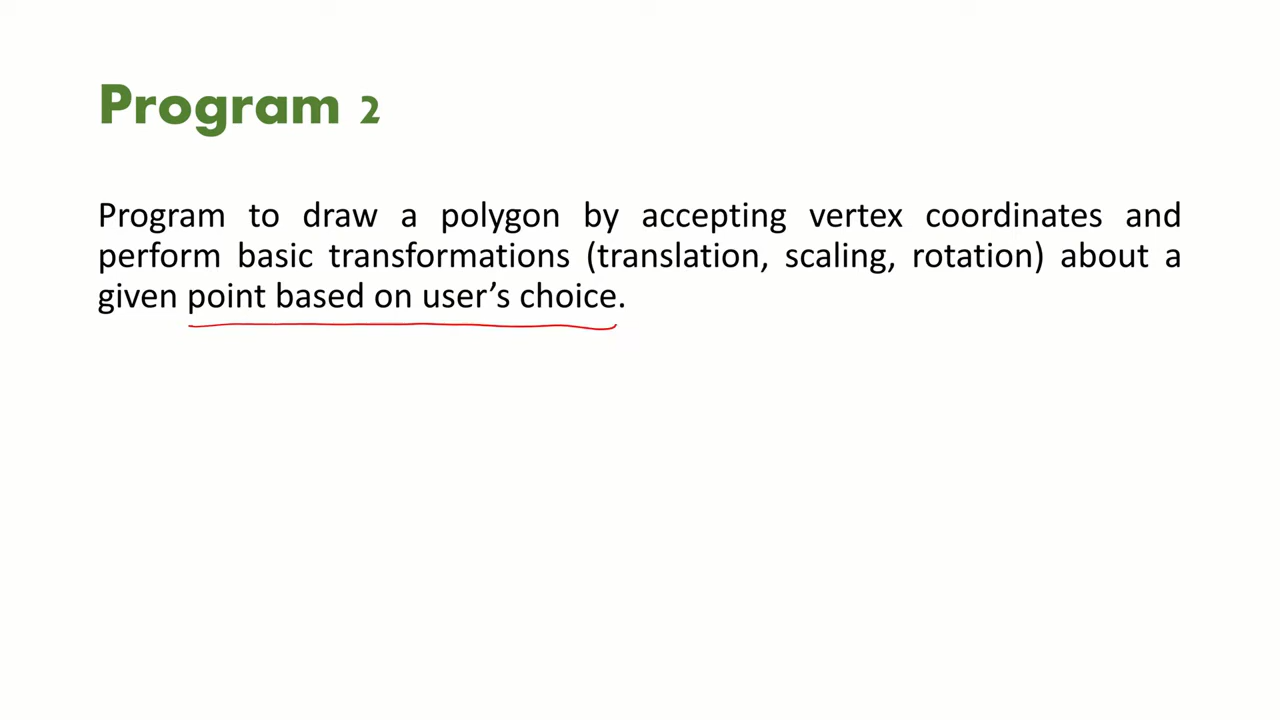 Program 2
Program to draw a polygon by accepting vertex coordinates and
perform basic transformations (translation, scaling, rotation) about a
given point based on user’s choice.